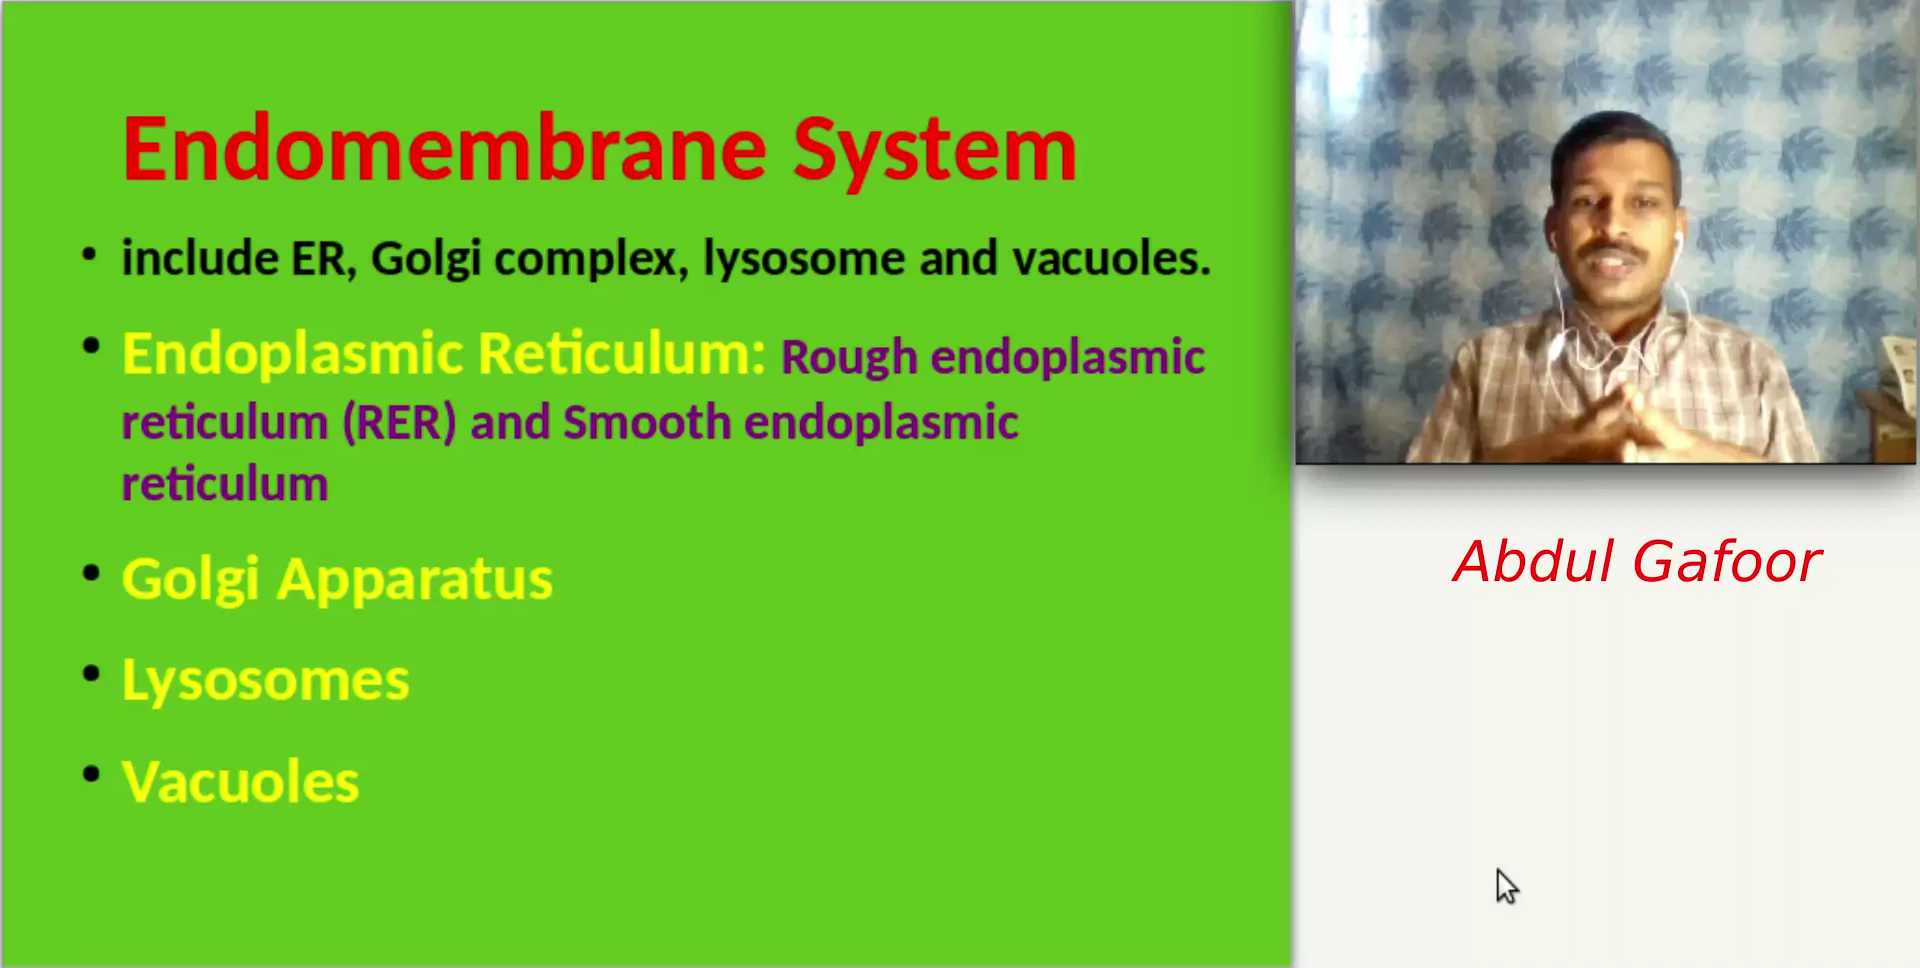 Endomembrane System
• include ER, Golgi complex, lysosome and vacuoles.
• Endoplasmic Reticulum: Rough endoplasmic
reticulum (RER) and Smooth endoplasmic
reticulum
• Golgi Apparatus
• Lysosomes
• Vacuoles
Abdul Gafoor